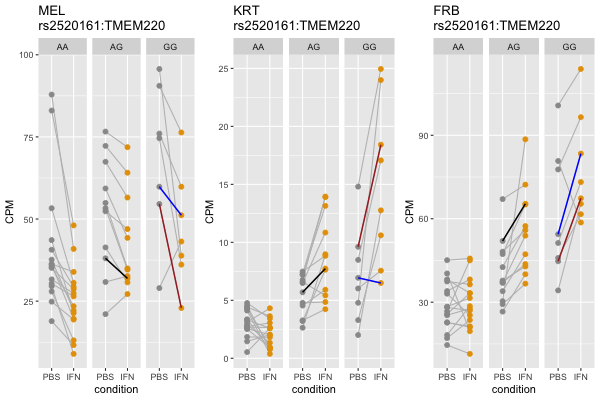 MEL
rs2520161:TMEM220
AA AG GG
CPM
100
75
50
25
PBS IFN PBS IFN PBS IFN
condition
KRT
rs2520161:TMEM220
AA AG GG
CPM
25
20
15
10
5
0
PBS IFN PBS IFN PBS IFN
condition
FRB
rs2520161:TMEM220
AA AG GG
CPM
90
60
30
PBS IFN PBS IFN PBS IFN
condition